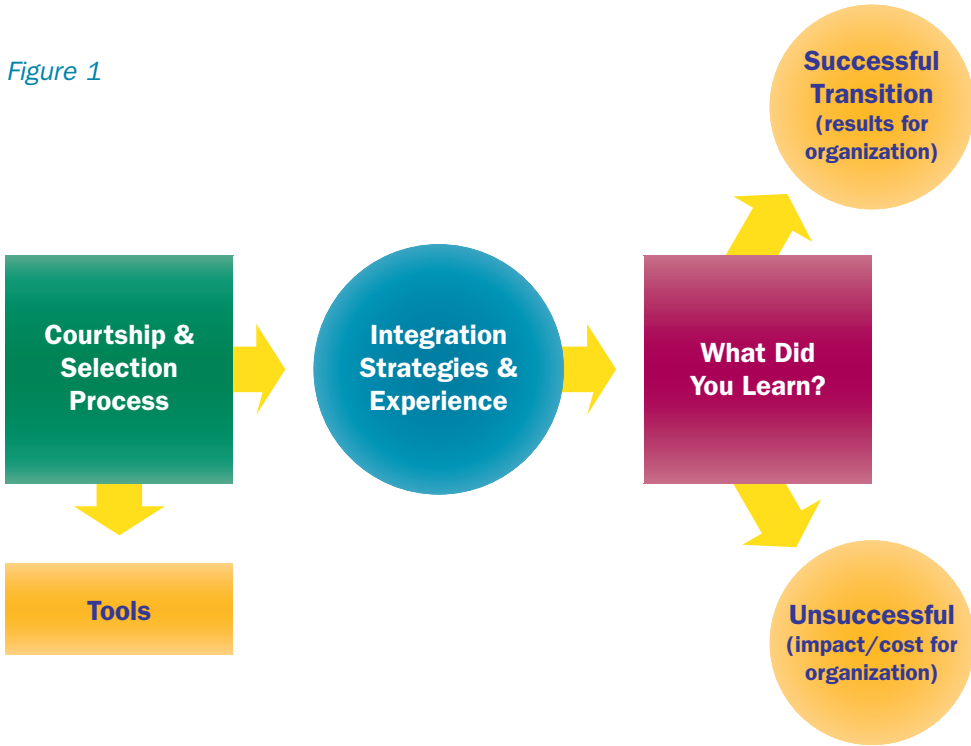 Figure 1
Successful
Transition
(results for
organization)
Courtship &
Selection
Process
Integration
Strategies &
Experience
What Did
You Learn?
Tools
Unsuccessful
(impact/cost for
organization)